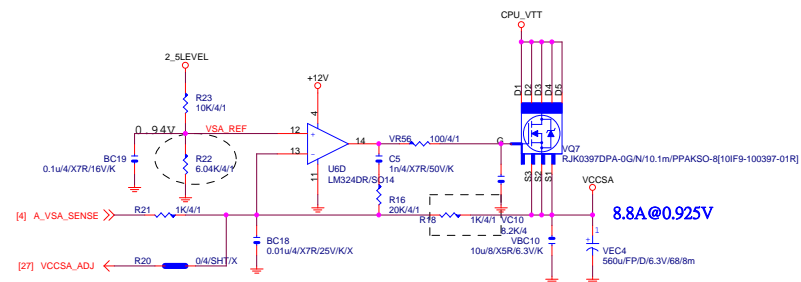 CPU_VTT
2_5LEVEL
D1
D2
D3
D4
D5
R23
10K/4/1
+12V
4
0.94V
VSA_REF
12
13
14
11
U6D
LM324DR/SO14
VR56
100/4/1
G
VQ7
RJK0397DPA-0G/N/10.1m/PPAKSO-8[10IF9-100397-01R]
S3
S2
S1
BC19
0.1u/4/X7R/16V/K
R22
6.04K/4/1
C5
1n/4/X7R/50V/K
R16
20K/4/1
VCCSA
[4] A_VSA_SENSE
R21
1K/4/1
R18
1K/4/1
VC10
8.2K/4
8.8A@0.925V
BC18
0.01u/4/X7R/25V/K/X
VBC10
10u/8/X5R/6.3V/K
1
VEC4
560u/FP/D/6.3V/68/8m
[27] VCCSA_ADJ
R20
0/4/SHT/X